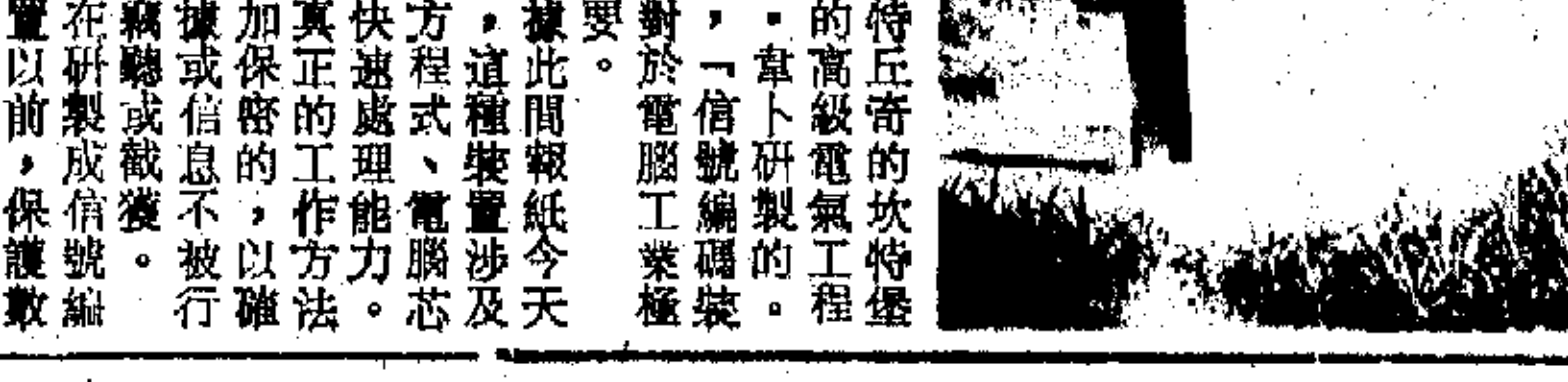 特丘奇的坎特堡
的高級電氣工程
・韋卜研製的。
，「信號編碼裝
對於電腦工業極
要。
據此間報紙今天
，這種裝置涉及
方程式、電腦芯
快速處理能力。
真正的工作方法
加保密的，以確
據或信息不被行
竊聽或截獲。
在研製成信號編
置以前，保護數